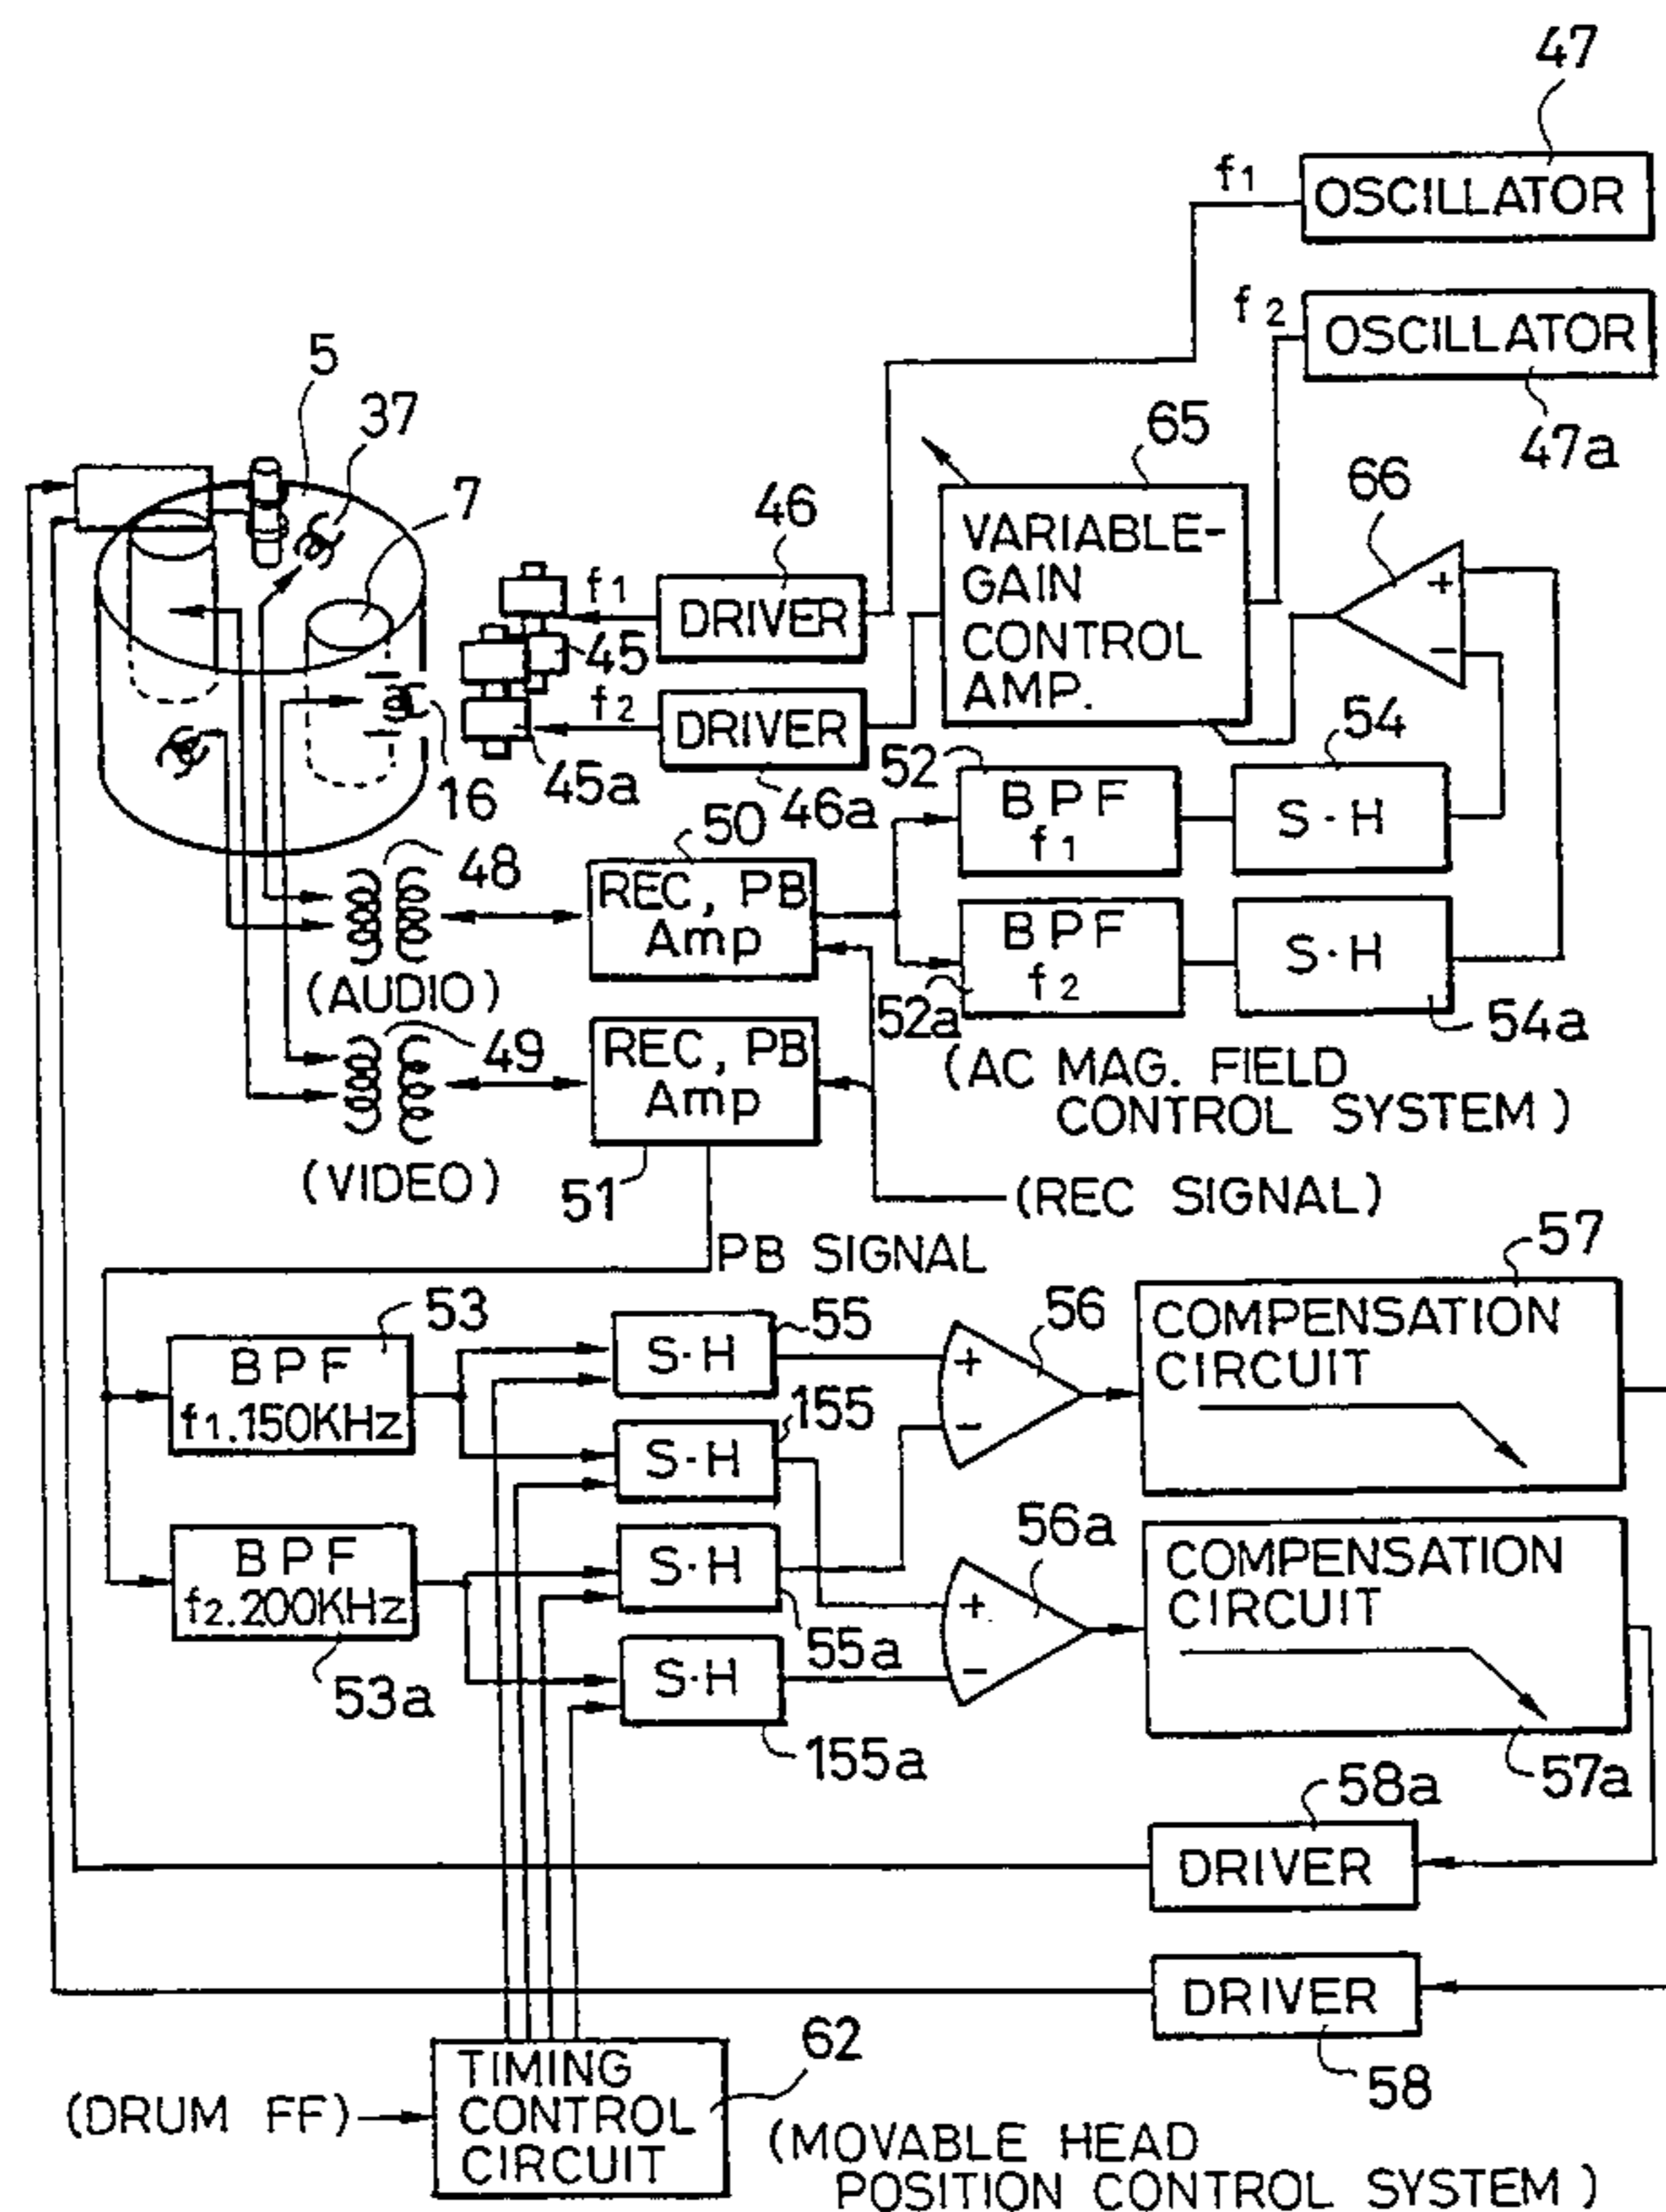 47
f1
OSCILLATOR
f2
OSCILLATOR
47a
5
37
7
65
66
46
VARIABLE-
GAIN
CONTROL
AMP.
+
−
f1
DRIVER
45
f2
DRIVER
16
45a
46a
52
54
50
BPF
f1
S·H
48
REC, PB
Amp
BPF
f2
S·H
(AUDIO)
52a
54a
49
REC, PB
Amp
(AC MAG. FIELD
CONTROL SYSTEM)
(VIDEO)
51
(REC SIGNAL)
PB SIGNAL
57
53
55
56
COMPENSATION
CIRCUIT
BPF
f1.150KHz
S·H
+
−
155
S·H
56a
BPF
f2.200KHz
S·H
COMPENSATION
CIRCUIT
+
−
55a
53a
S·H
155a
57a
58a
DRIVER
DRIVER
58
62
TIMING
CONTROL
CIRCUIT
(DRUM FF)
(MOVABLE HEAD
POSITION CONTROL SYSTEM)